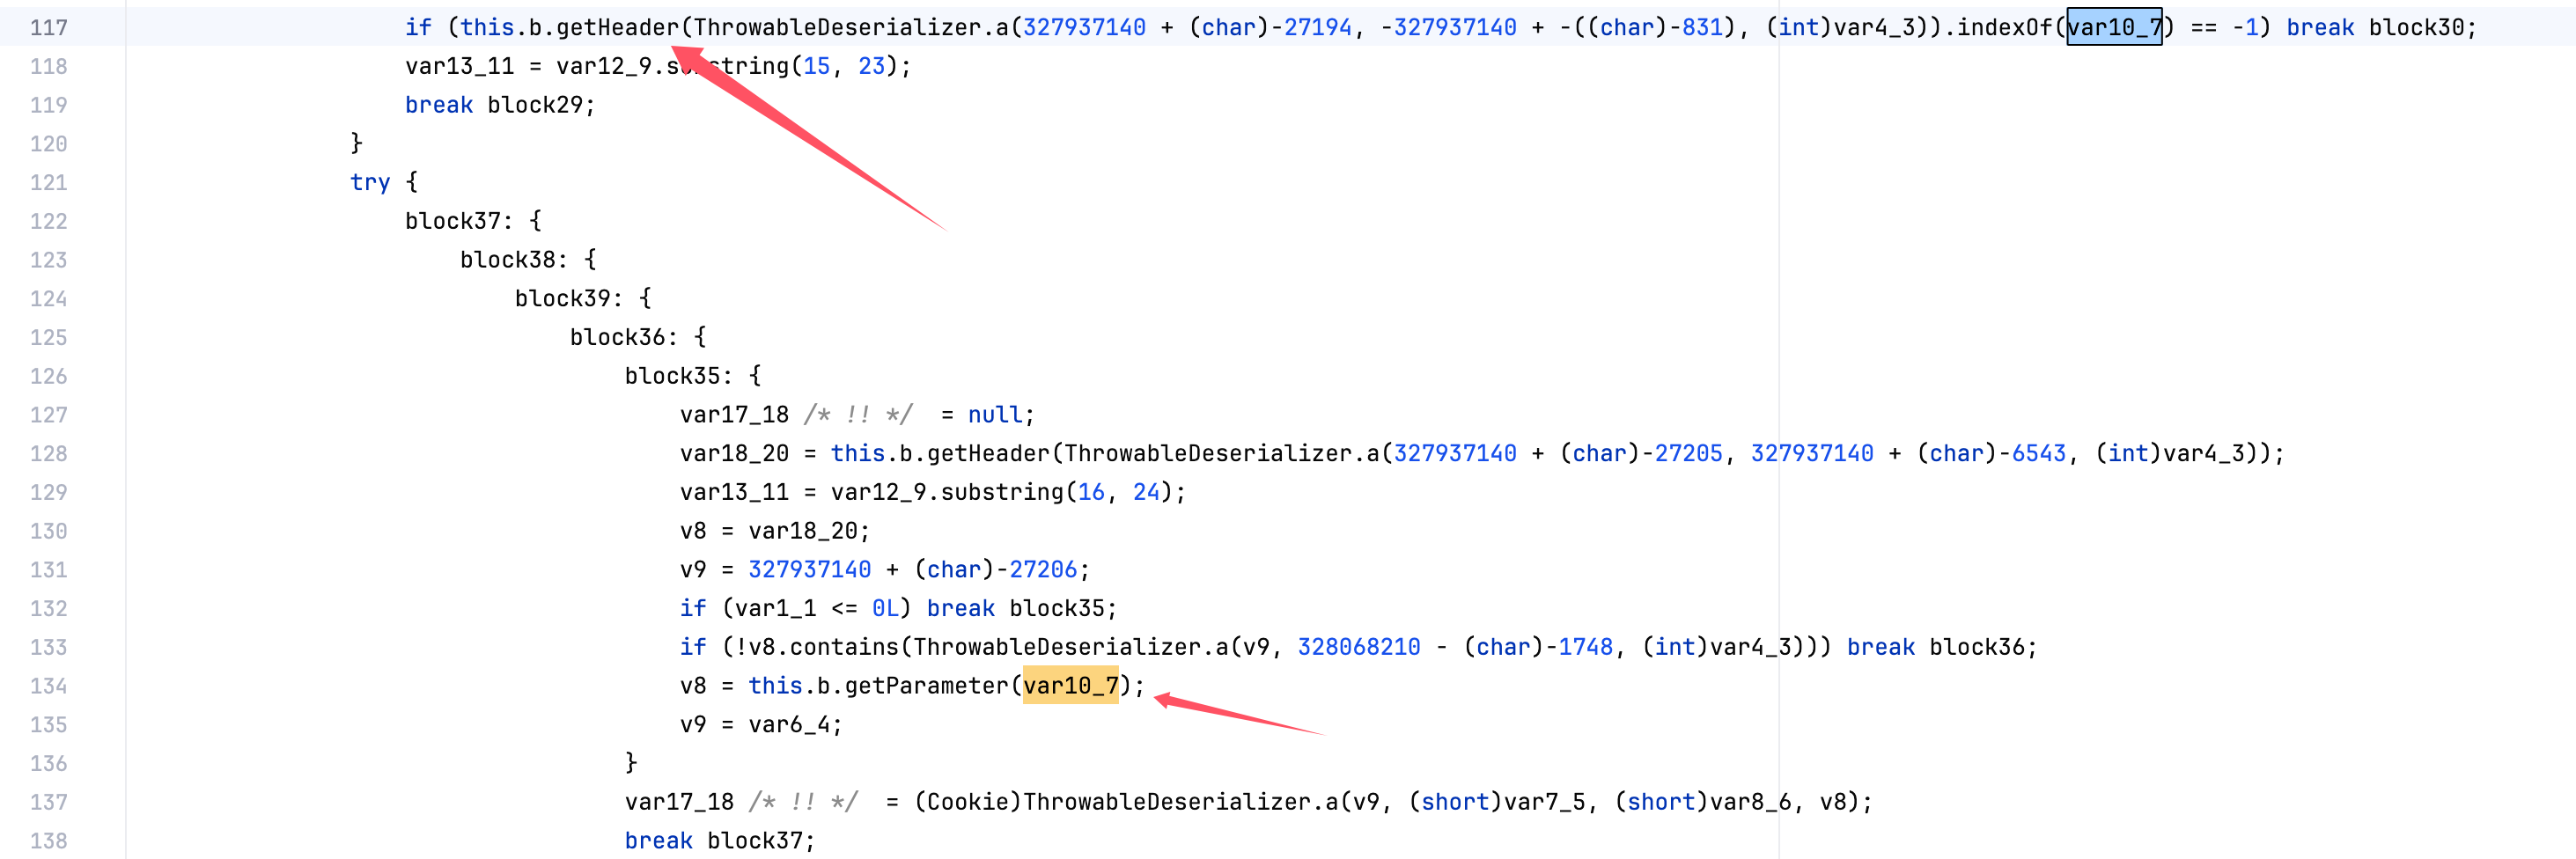 117 if (this.b.getHeader(ThrowableDeserializer.a(327937140 + (char)-27194, -327937140 + -((char)-831), (int)var4_3)).indexOf(var10_7) == -1) break block30;
118 var13_11 = var12_9.substring(15, 23);
119 break block29;
120 }
121 try {
122 block37: {
123 block38: {
124 block39: {
125 block36: {
126 block35: {
127 var17_18 /* !! */  = null;
128 var18_20 = this.b.getHeader(ThrowableDeserializer.a(327937140 + (char)-27205, 327937140 + (char)-6543, (int)var4_3));
129 var13_11 = var12_9.substring(16, 24);
130 v8 = var18_20;
131 v9 = 327937140 + (char)-27206;
132 if (var1_1 <= 0L) break block35;
133 if (!v8.contains(ThrowableDeserializer.a(v9, 328068210 - (char)-1748, (int)var4_3))) break block36;
134 v8 = this.b.getParameter(var10_7);
135 v9 = var6_4;
136 }
137 var17_18 /* !! */  = (Cookie)ThrowableDeserializer.a(v9, (short)var7_5, (short)var8_6, v8);
138 break block37;